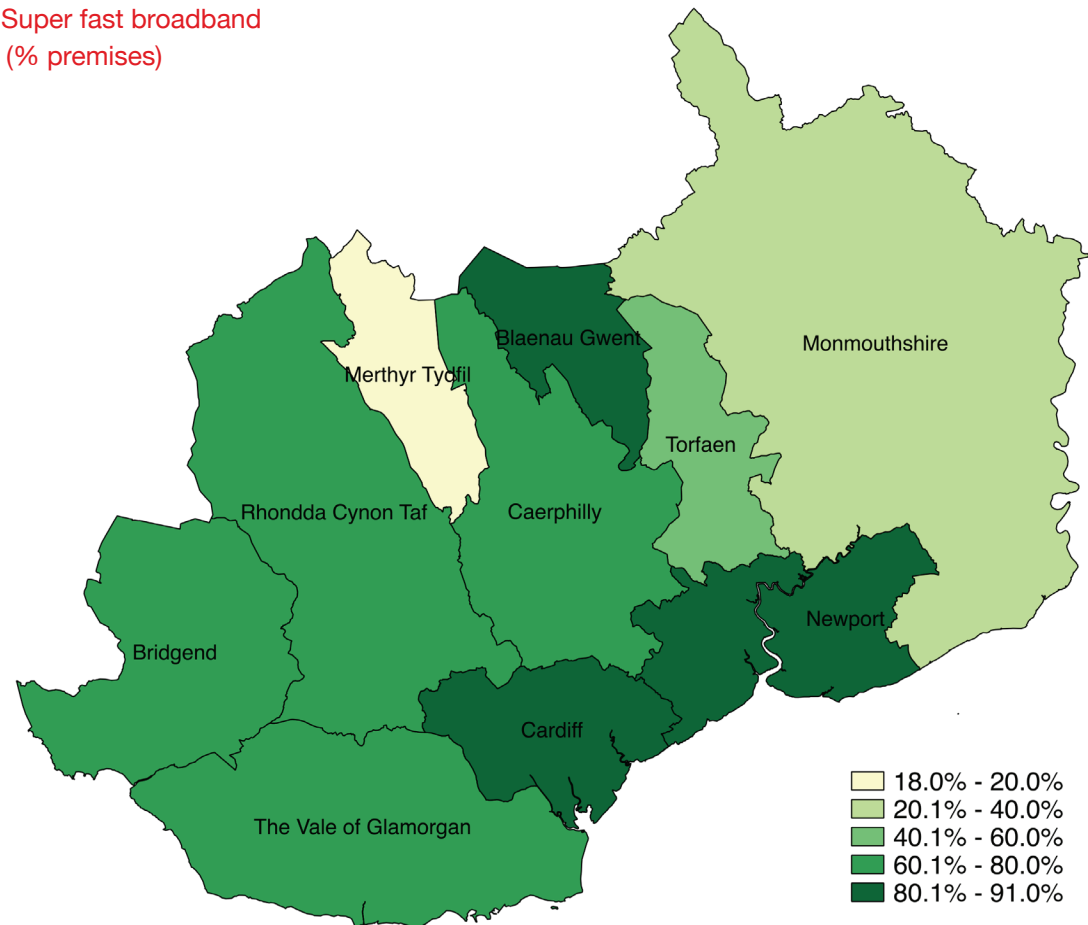 Super fast broadband
(% premises)
Blaenau Gwent
Monmouthshire
Merthyr Tydfil
Torfaen
Rhondda Cynon Taf
Caerphilly
Newport
Bridgend
Cardiff
The Vale of Glamorgan
18.0% - 20.0%
20.1% - 40.0%
40.1% - 60.0%
60.1% - 80.0%
80.1% - 91.0%